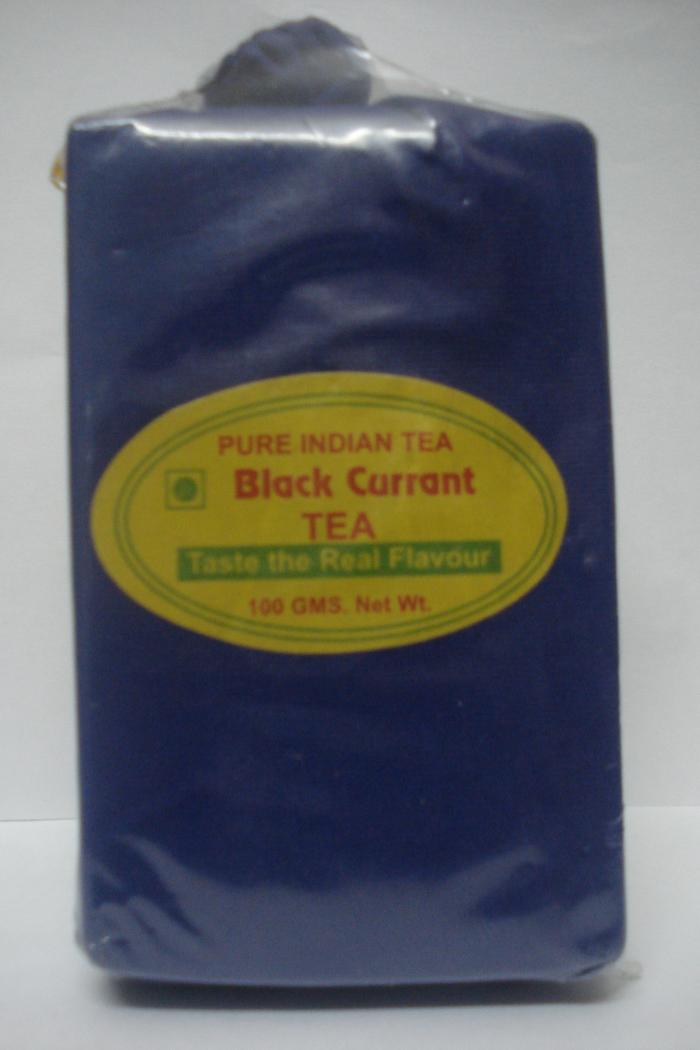 PURE INDIAN TEA
Black Currant
TEA
Taste the Real Flavour
100 GMS. Net Wt.